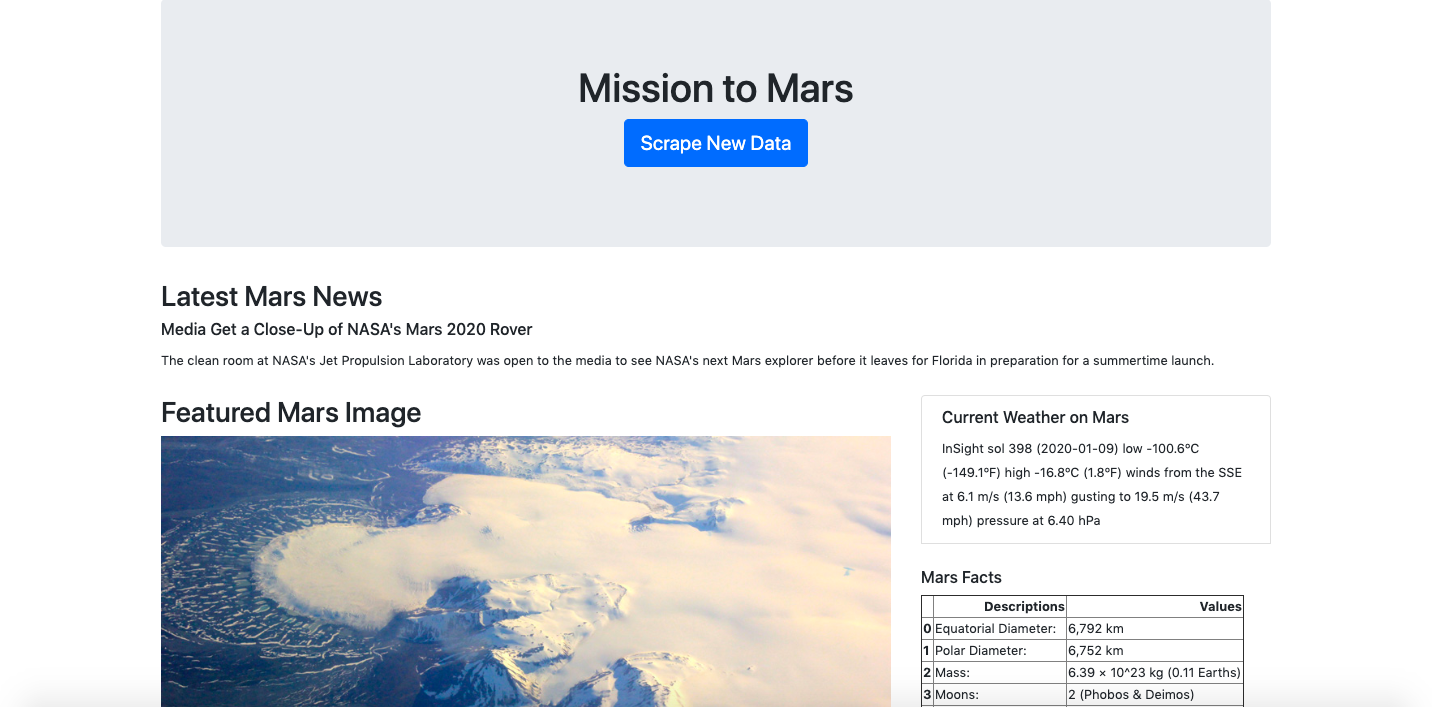 Mission to Mars
Scrape New Data
Latest Mars News
Media Get a Close-Up of NASA's Mars 2020 Rover
The clean room at NASA's Jet Propulsion Laboratory was open to the media to see NASA's next Mars explorer before it leaves for Florida in preparation for a summertime launch.
Featured Mars Image
Current Weather on Mars
InSight sol 398 (2020-01-09) low -100.6ºC
(-149.1ºF) high -16.8ºC (1.8ºF) winds from the SSE
at 6.1 m/s (13.6 mph) gusting to 19.5 m/s (43.7
mph) pressure at 6.40 hPa
Mars Facts
Descriptions Values
0 Equatorial Diameter: 6,792 km
1 Polar Diameter: 6,752 km
2 Mass: 6.39 × 10^23 kg (0.11 Earths)
3 Moons: 2 (Phobos & Deimos)